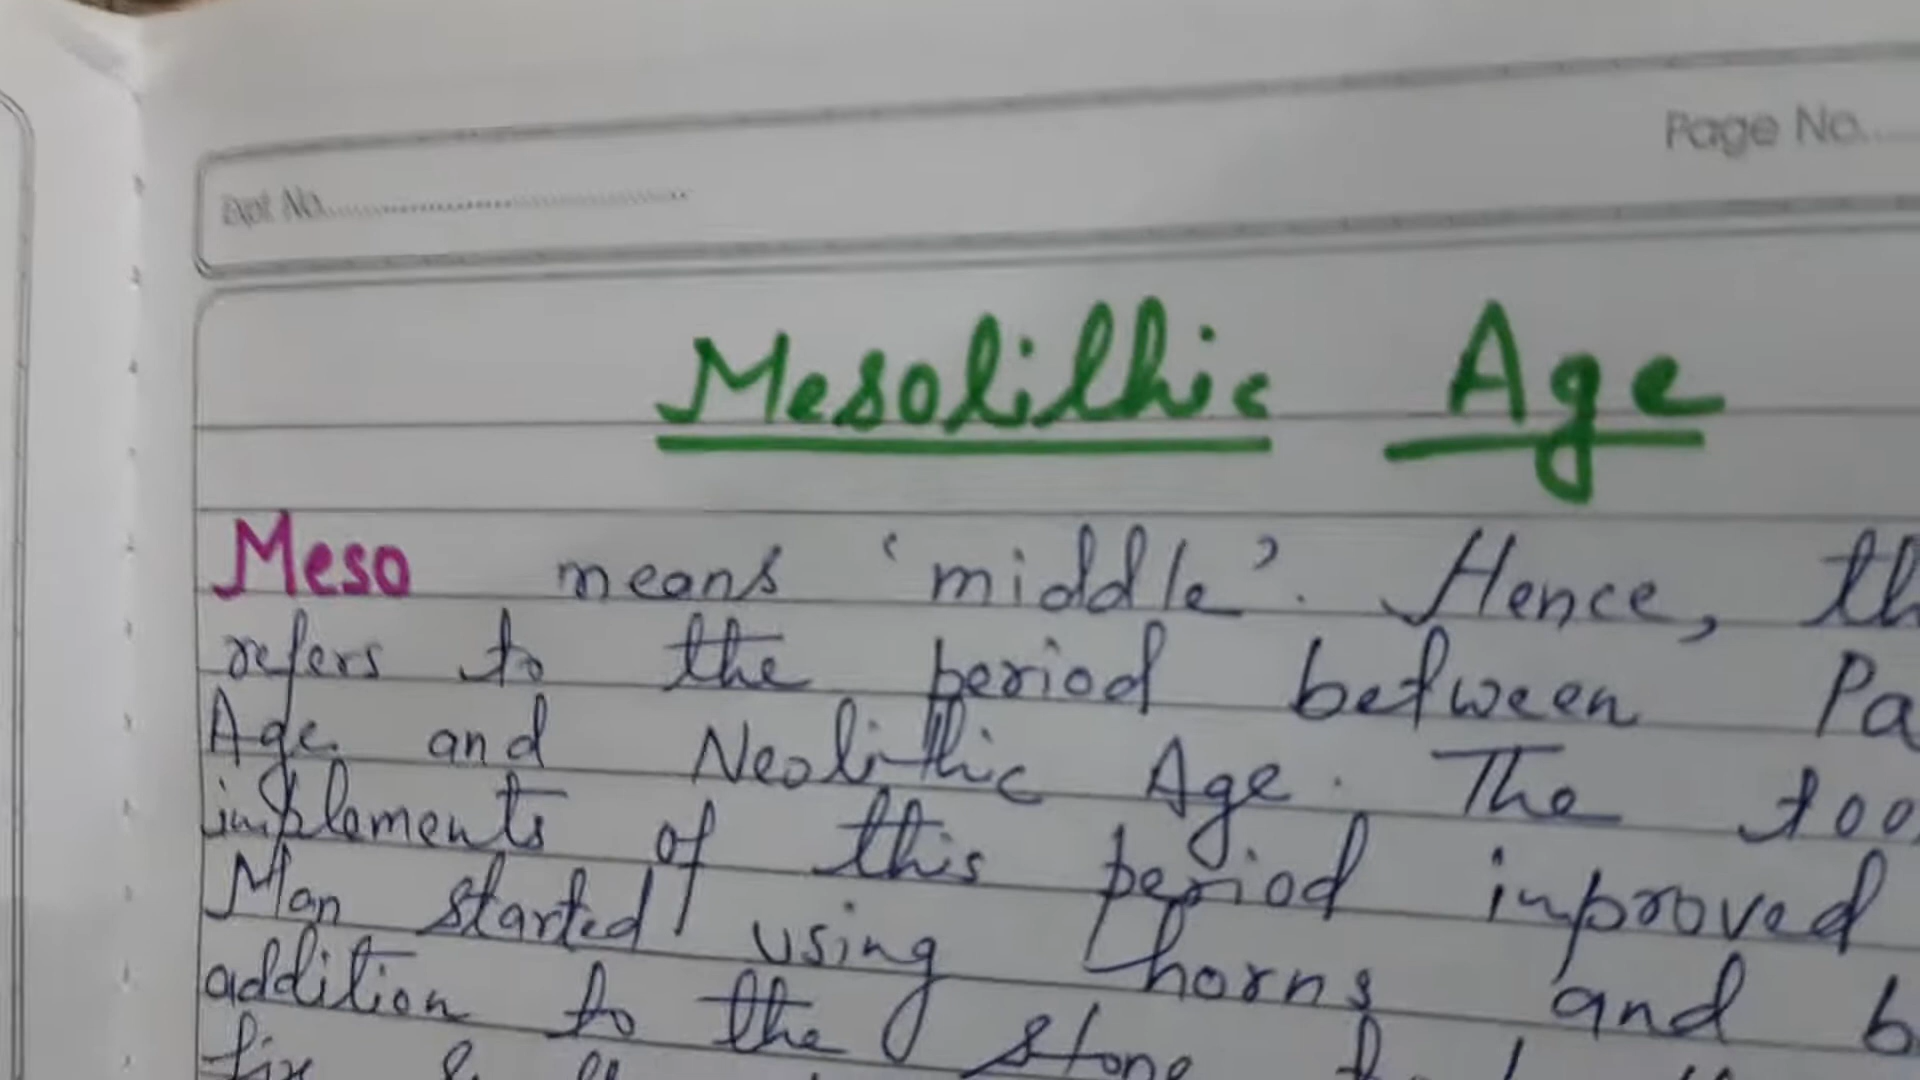 Page No.....
Expt No.....
Mesolithic Age
Meso means 'middle'. Hence, th
refers to the period between Pa
Age and Neolithic Age. The too
implements of this period improved
Man started using horns and b
addition to the stone